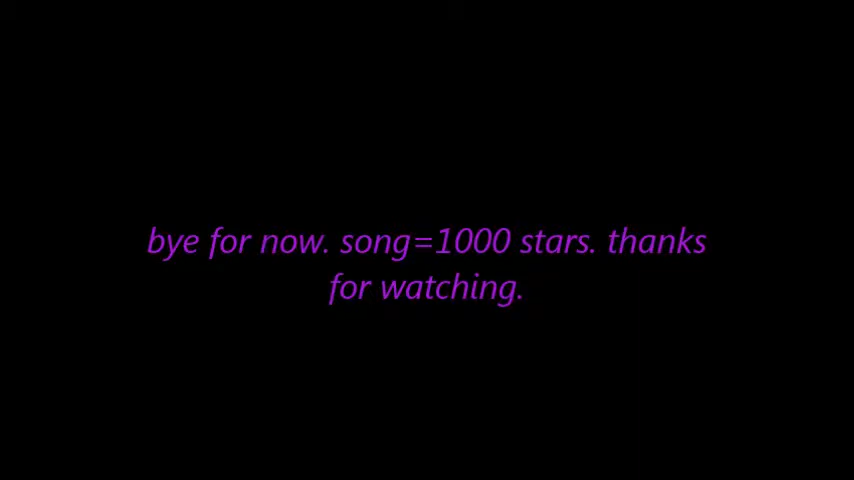 bye for now. song=1000 stars. thanks
for watching.